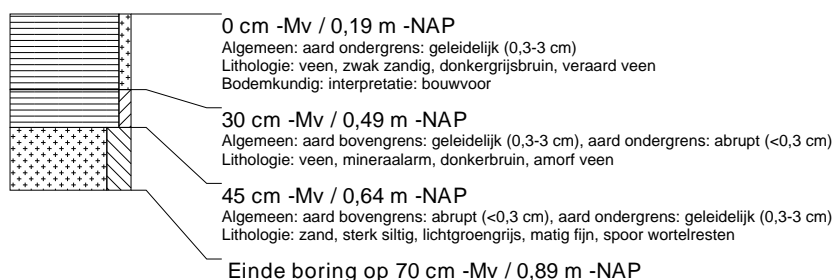 0 cm -Mv / 0,19 m -NAP
Algemeen: aard ondergrens: geleidelijk (0,3-3 cm)
Lithologie: veen, zwak zandig, donkergrijsbruin, veraard veen
Bodemkundig: interpretatie: bouwvoor
30 cm -Mv / 0,49 m -NAP
Algemeen: aard bovengrens: geleidelijk (0,3-3 cm), aard ondergrens: abrupt (<0,3 cm)
Lithologie: veen, mineraalarm, donkerbruin, amorf veen
45 cm -Mv / 0,64 m -NAP
Algemeen: aard bovengrens: abrupt (<0,3 cm), aard ondergrens: geleidelijk (0,3-3 cm)
Lithologie: zand, sterk siltig, lichtgroengrijs, matig fijn, spoor wortelresten
Einde boring op 70 cm -Mv / 0,89 m -NAP